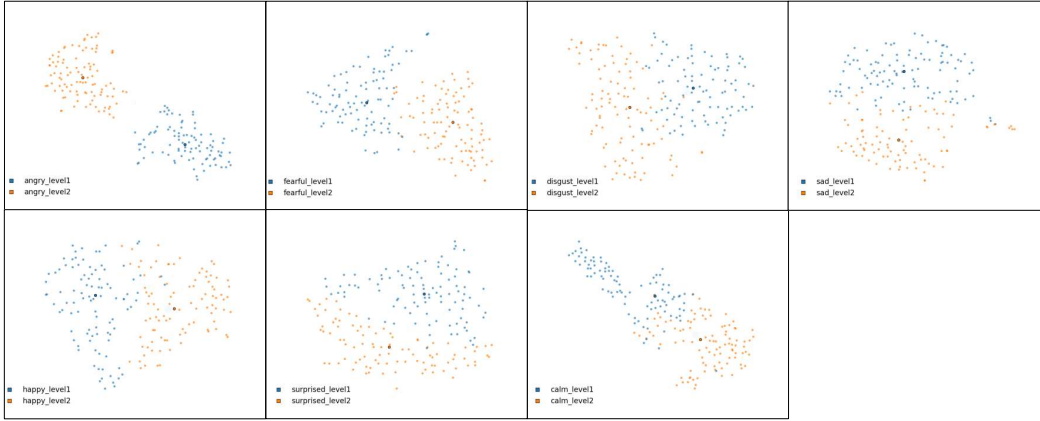 angry_level1
angry_level2
fearful_level1
fearful_level2
disgust_level1
disgust_level2
sad_level1
sad_level2
happy_level1
happy_level2
surprised_level1
surprised_level2
calm_level1
calm_level2